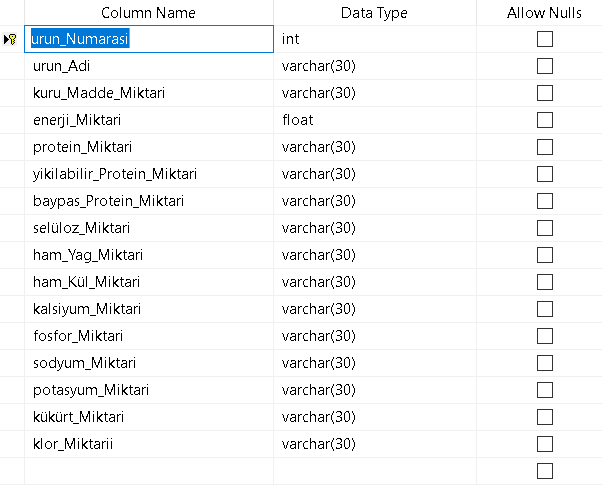 Column Name Data Type Allow Nulls
urun_Numarasi int
urun_Adi varchar(30)
kuru_Madde_Miktari varchar(30)
enerji_Miktari float
protein_Miktari varchar(30)
yikilabilir_Protein_Miktari varchar(30)
baypas_Protein_Miktari varchar(30)
selüloz_Miktari varchar(30)
ham_Yag_Miktari varchar(30)
ham_Kül_Miktari varchar(30)
kalsiyum_Miktari varchar(30)
fosfor_Miktari varchar(30)
sodyum_Miktari varchar(30)
potasyum_Miktari varchar(30)
kükürt_Miktari varchar(30)
klor_Miktarii varchar(30)